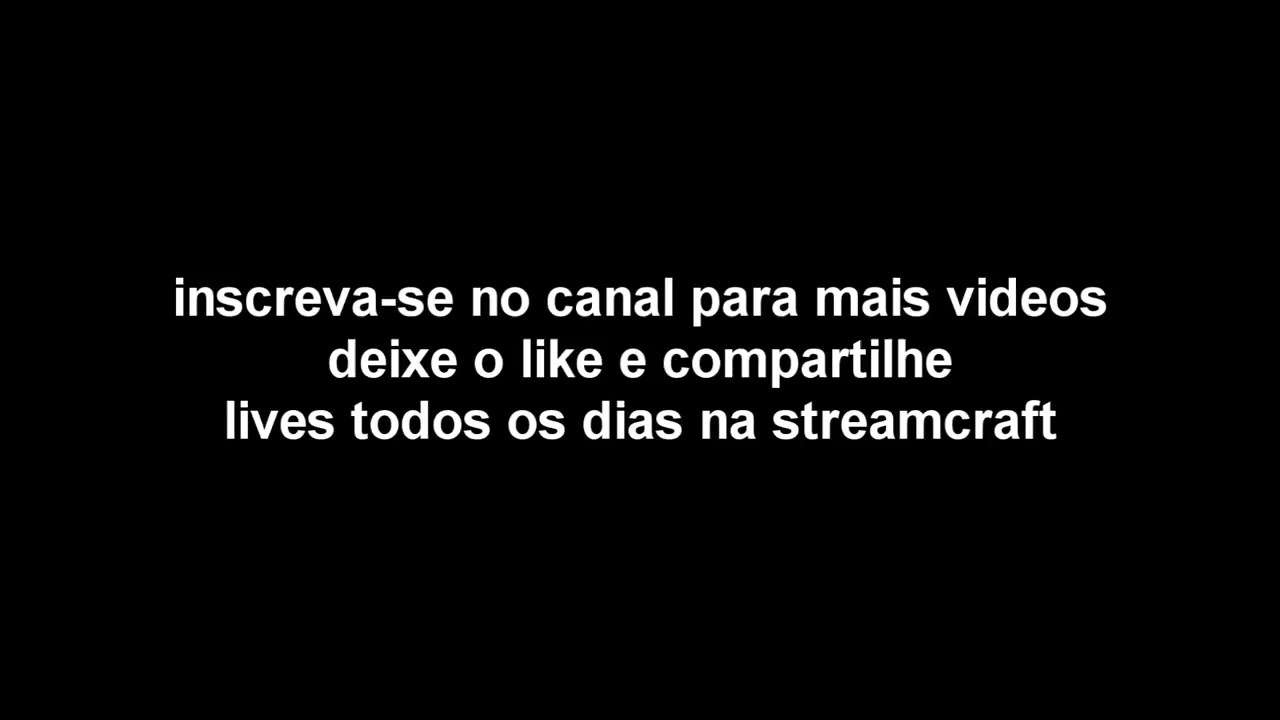 inscreva-se no canal para mais videos
deixe o like e compartilhe
lives todos os dias na streamcraft